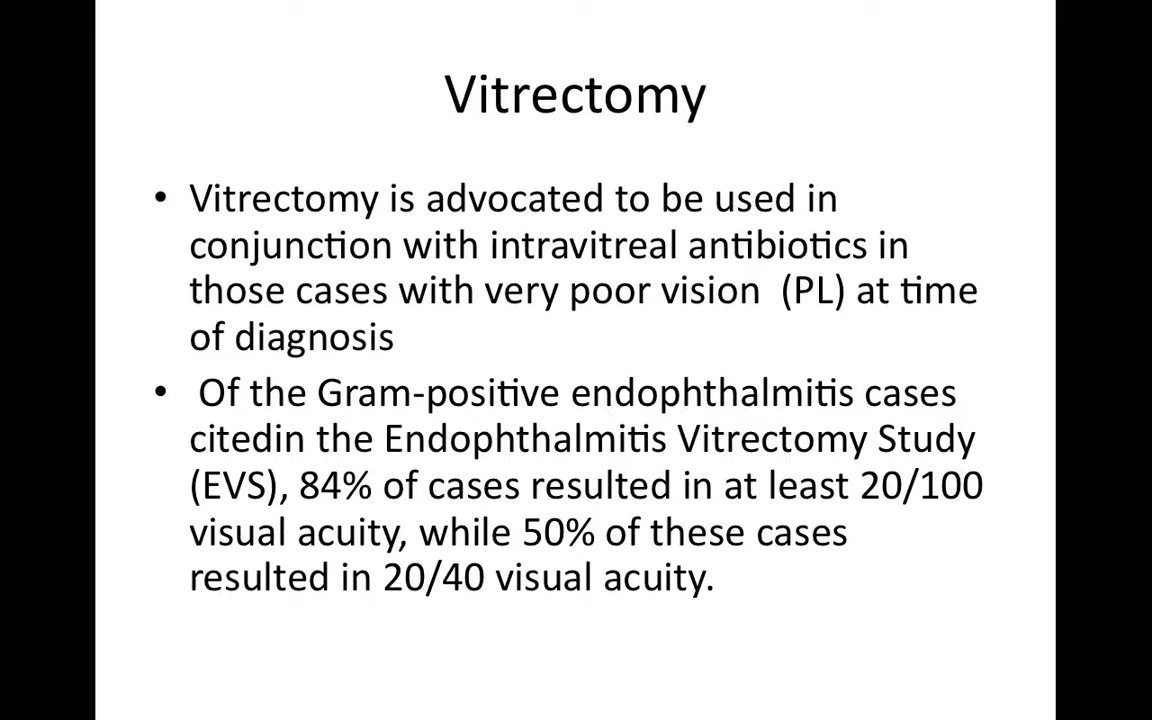 Vitrectomy
• Vitrectomy is advocated to be used in
conjunction with intravitreal antibiotics in
those cases with very poor vision  (PL) at time
of diagnosis
•  Of the Gram-positive endophthalmitis cases
citedin the Endophthalmitis Vitrectomy Study
(EVS), 84% of cases resulted in at least 20/100
visual acuity, while 50% of these cases
resulted in 20/40 visual acuity.